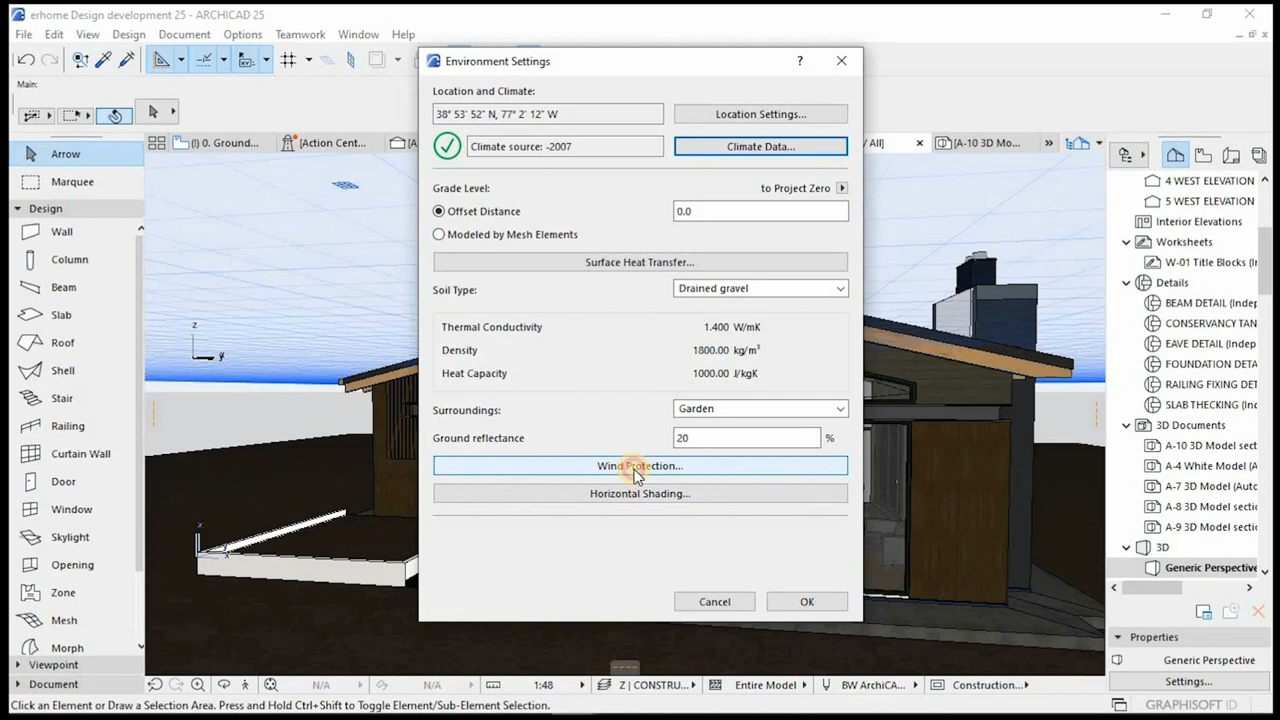 erhome Design development 25 - ARCHICAD 25
File Edit View Design Document Options Teamwork Window Help
Main:
(!) 0. Ground...
[Action Cent...
[A
/ All]
[A-10 3D Mo...
Arrow
Marquee
Design
Wall
Column
Beam
Slab
Roof
Shell
Stair
Railing
Curtain Wall
Door
Window
Skylight
Opening
Zone
Mesh
Morph
Viewpoint
Document
z
y
x
Environment Settings
?
Location and Climate:
38° 53' 52" N, 77° 2' 12" W
Location Settings...
Climate source: -2007
Climate Data...
Grade Level:
to Project Zero
Offset Distance
0.0
Modeled by Mesh Elements
Surface Heat Transfer...
Soil Type:
Drained gravel
Thermal Conductivity 1.400 W/mK
Density 1800.00 kg/m³
Heat Capacity 1000.00 J/kgK
Surroundings:
Garden
Ground reflectance
20 %
Wind Protection...
Horizontal Shading...
Cancel
OK
4 WEST ELEVATION
5 WEST ELEVATION
Interior Elevations
Worksheets
W-01 Title Blocks (In
Details
BEAM DETAIL (Indep
CONSERVANCY TAN
EAVE DETAIL (Indep
FOUNDATION DETA
RAILING FIXING DET
SLAB THECKING (Inc
3D Documents
A-10 3D Model sect
A-4 White Model (A
A-7 3D Model (Auto
A-8 3D Model sectio
A-9 3D Model sectio
3D
Generic Perspective
Properties
Generic Perspective
Settings...
N/A
N/A
1:48
Z | CONSTRU...
Entire Model
BW ArchiCA...
Construction...
Click an Element or Draw a Selection Area. Press and Hold Ctrl+Shift to Toggle Element/Sub-Element Selection.
GRAPHISOFT ID